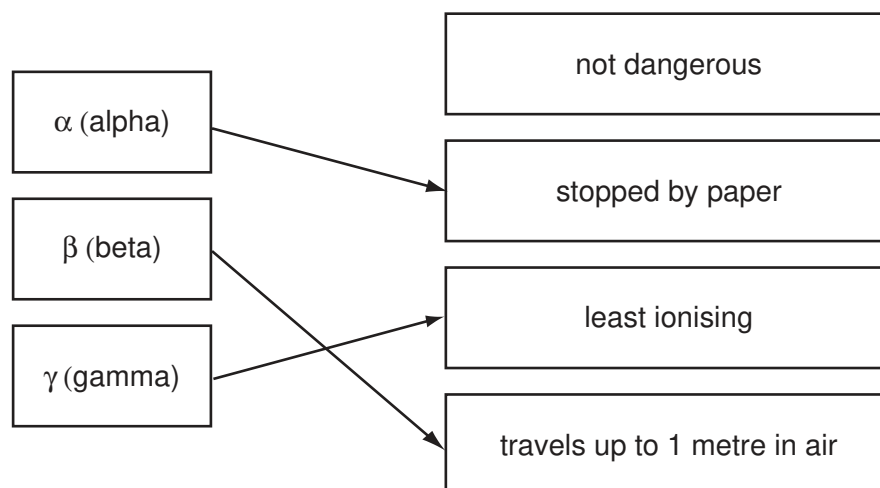 α (alpha)
β (beta)
γ (gamma)
not dangerous
stopped by paper
least ionising
travels up to 1 metre in air